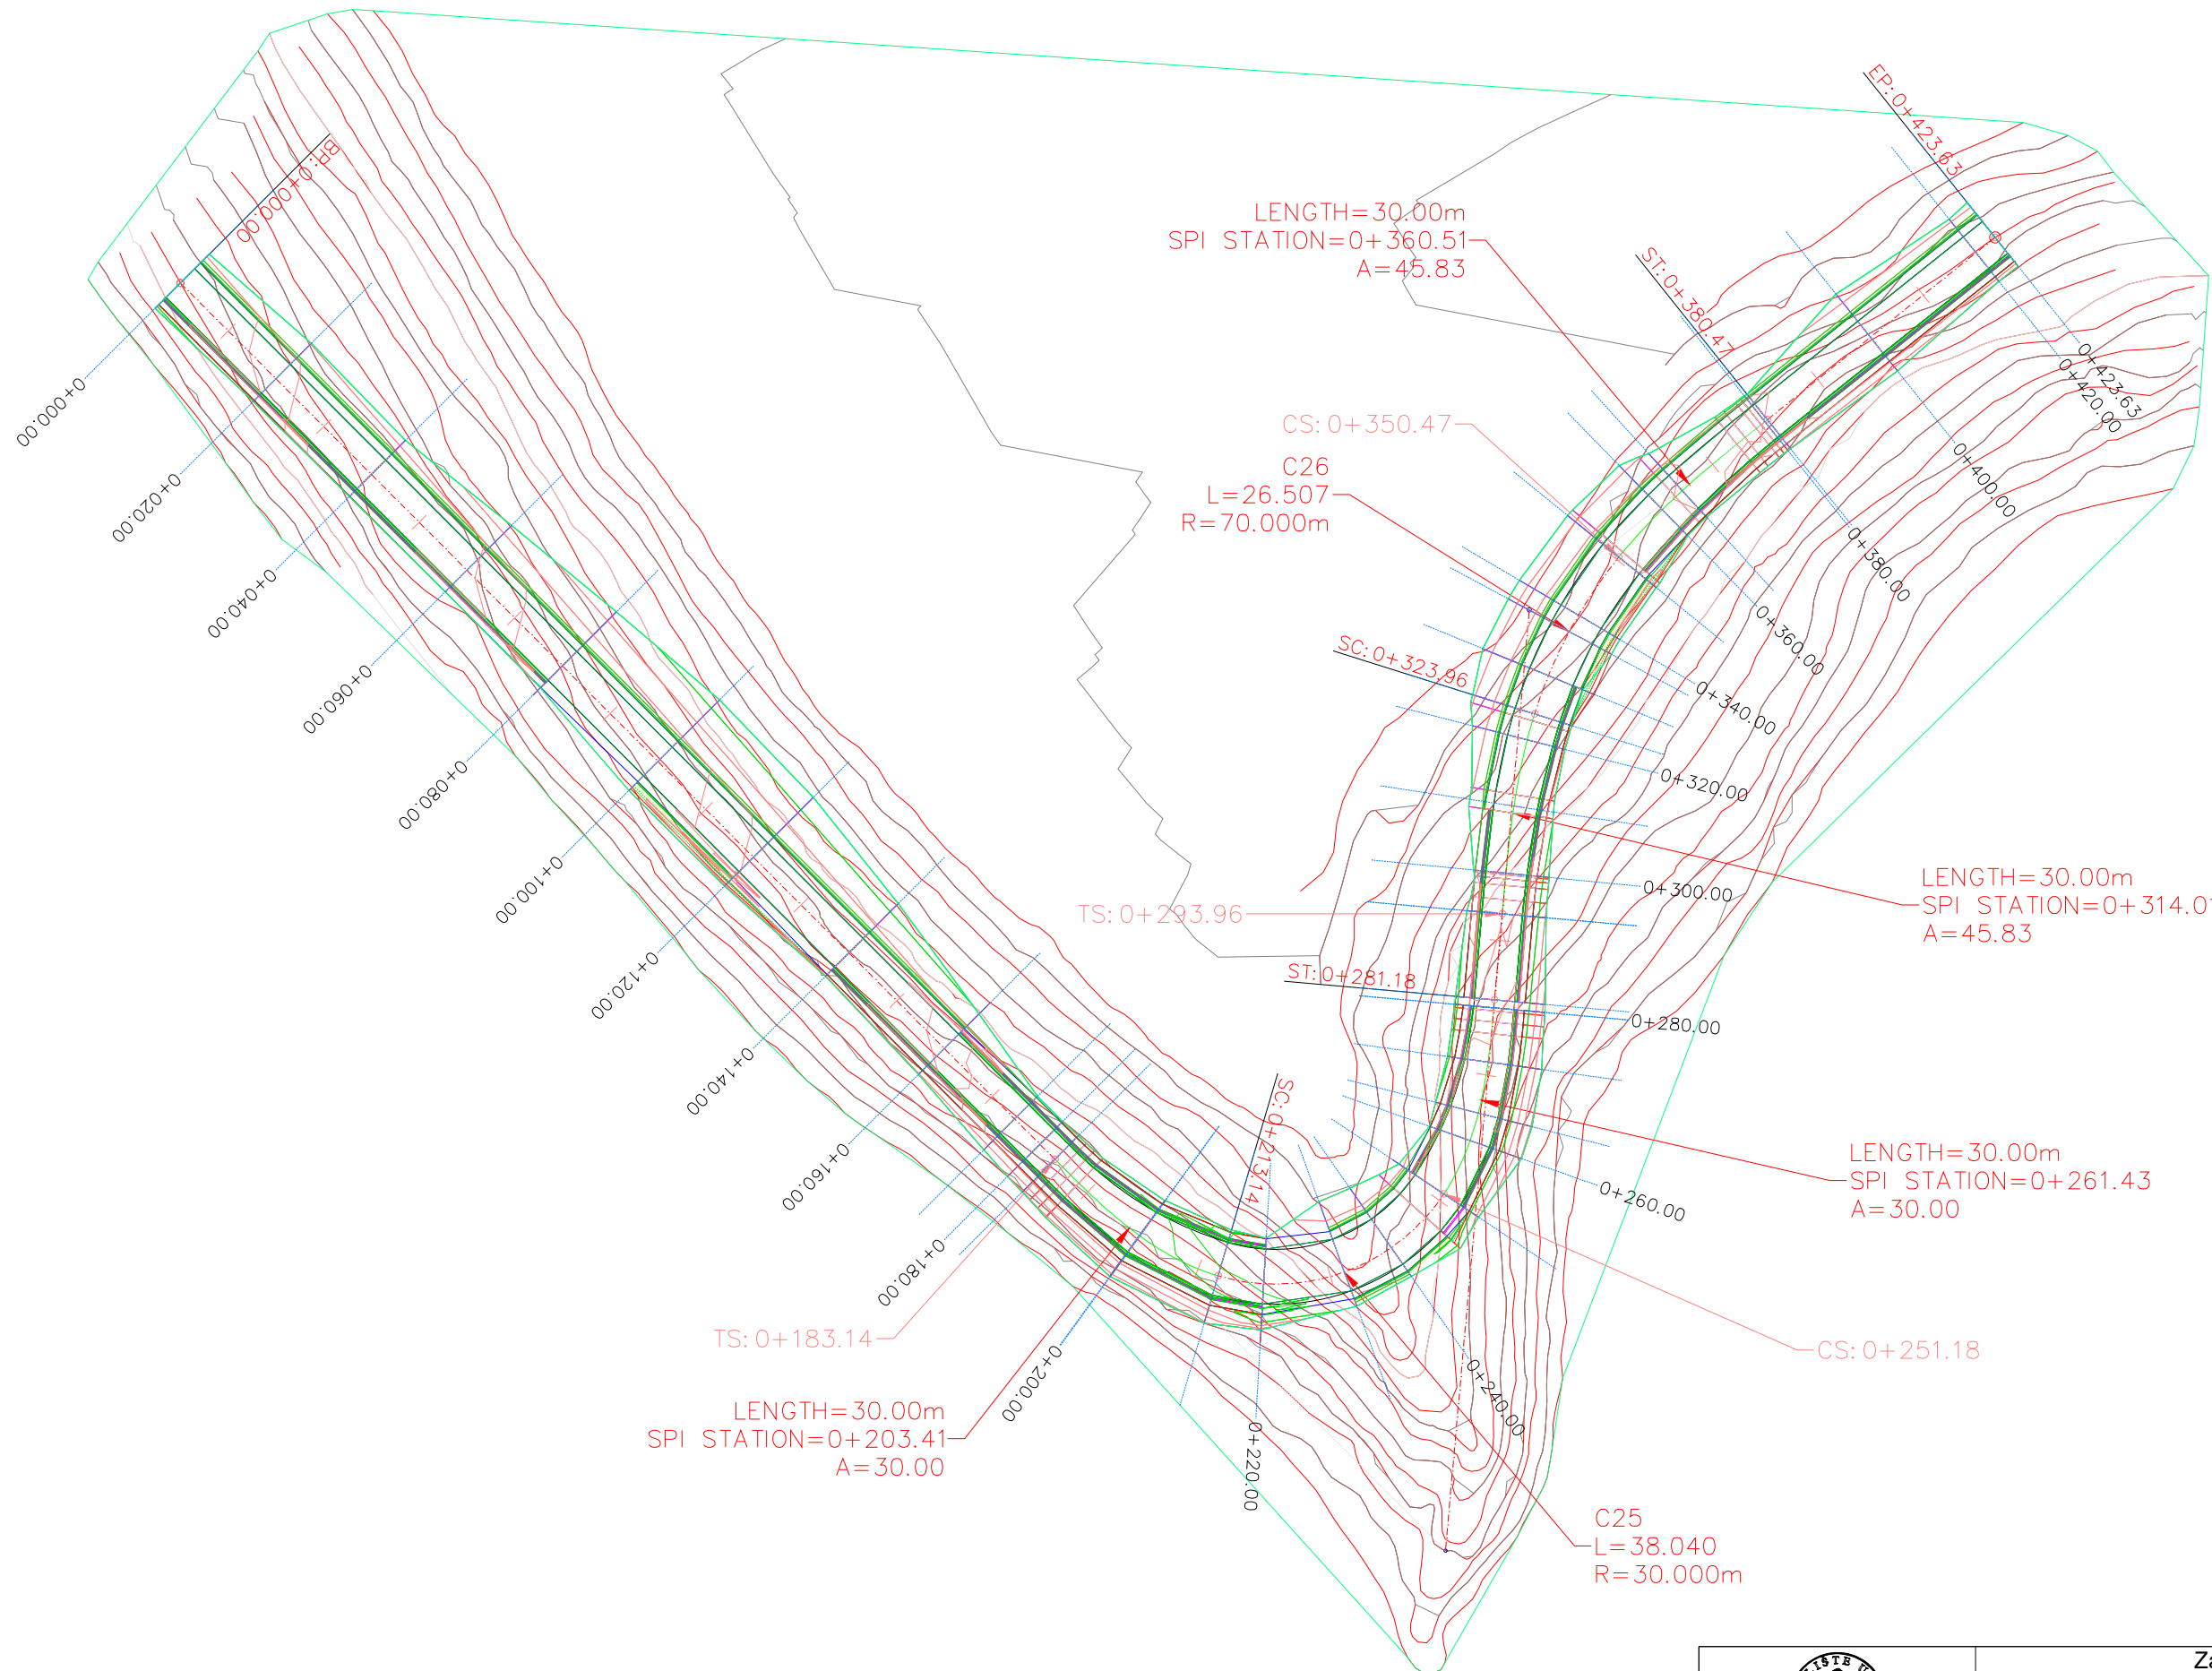 BP: 0+000.00
EP: 0+423.63
LENGTH=30.00m
SPI STATION=0+360.51
A=45.83
ST: 0+380.47
CS: 0+350.47
C26
L=26.507
R=70.000m
SC: 0+323.96
TS: 0+293.96
ST: 0+281.18
LENGTH=30.00m
SPI STATION=0+314.01
A=45.83
LENGTH=30.00m
SPI STATION=0+261.43
A=30.00
SC: 0+213.14
TS: 0+183.14
CS: 0+251.18
LENGTH=30.00m
SPI STATION=0+203.41
A=30.00
C25
L=38.040
R=30.000m
0+000.00
0+020.00
0+040.00
0+060.00
0+080.00
0+100.00
0+120.00
0+140.00
0+160.00
0+180.00
0+200.00
0+220.00
0+240.00
0+260.00
0+280.00
0+300.00
0+320.00
0+340.00
0+360.00
0+380.00
0+400.00
0+420.00
0+423.63